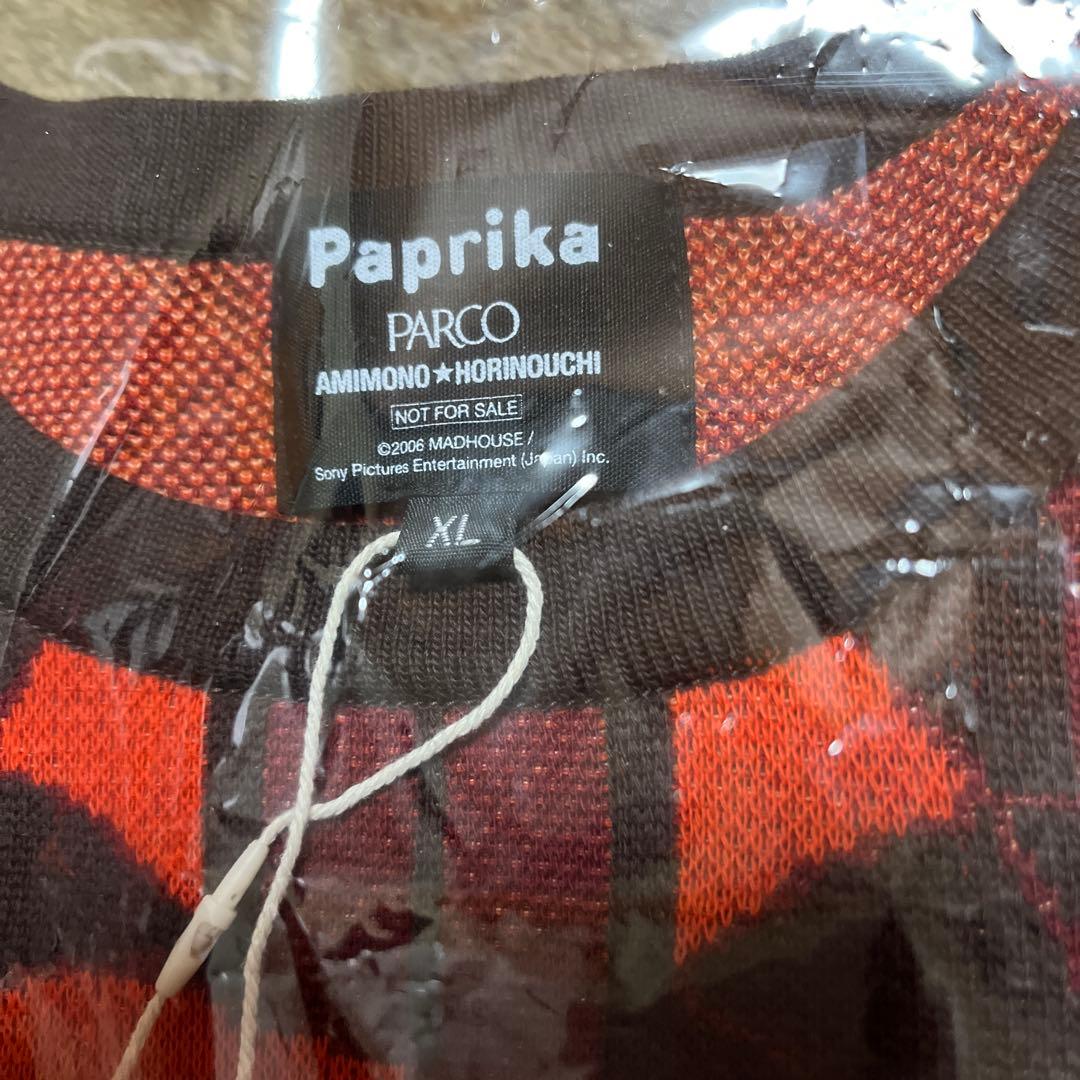 Paprika
PARCO
AMIMONO★HORINOUCHI
NOT FOR SALE
©2006 MADHOUSE /
Sony Pictures Entertainment (Japan) Inc.
XL